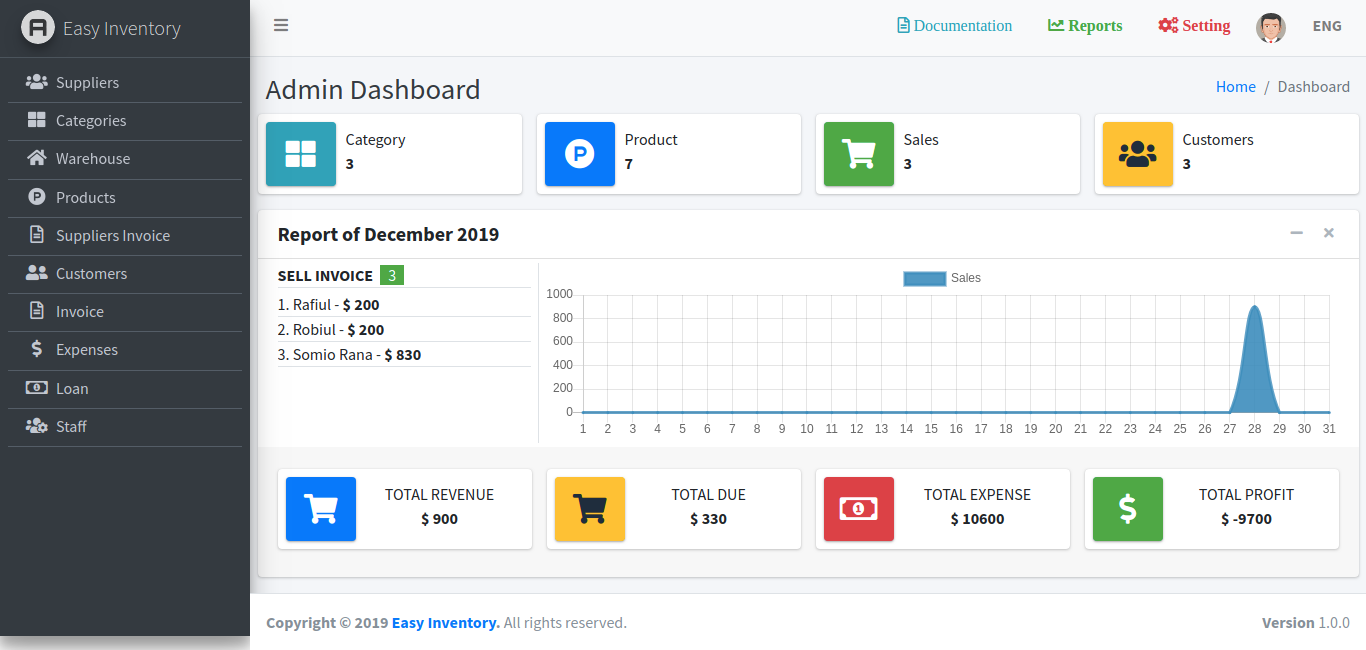 Easy Inventory
Documentation Reports Setting ENG
Suppliers
Categories
Warehouse
Products
Suppliers Invoice
Customers
Invoice
Expenses
Loan
Staff
Admin Dashboard
Home / Dashboard
Category
3
Product
7
Sales
3
Customers
3
Report of December 2019
SELL INVOICE 3
1. Rafiul - $ 200
2. Robiul - $ 200
3. Somio Rana - $ 830
Sales
1000
800
600
400
200
0
1 2 3 4 5 6 7 8 9 10 11 12 13 14 15 16 17 18 19 20 21 22 23 24 25 26 27 28 29 30 31
TOTAL REVENUE
$ 900
TOTAL DUE
$ 330
TOTAL EXPENSE
$ 10600
TOTAL PROFIT
$ -9700
Copyright © 2019 Easy Inventory. All rights reserved.
Version 1.0.0